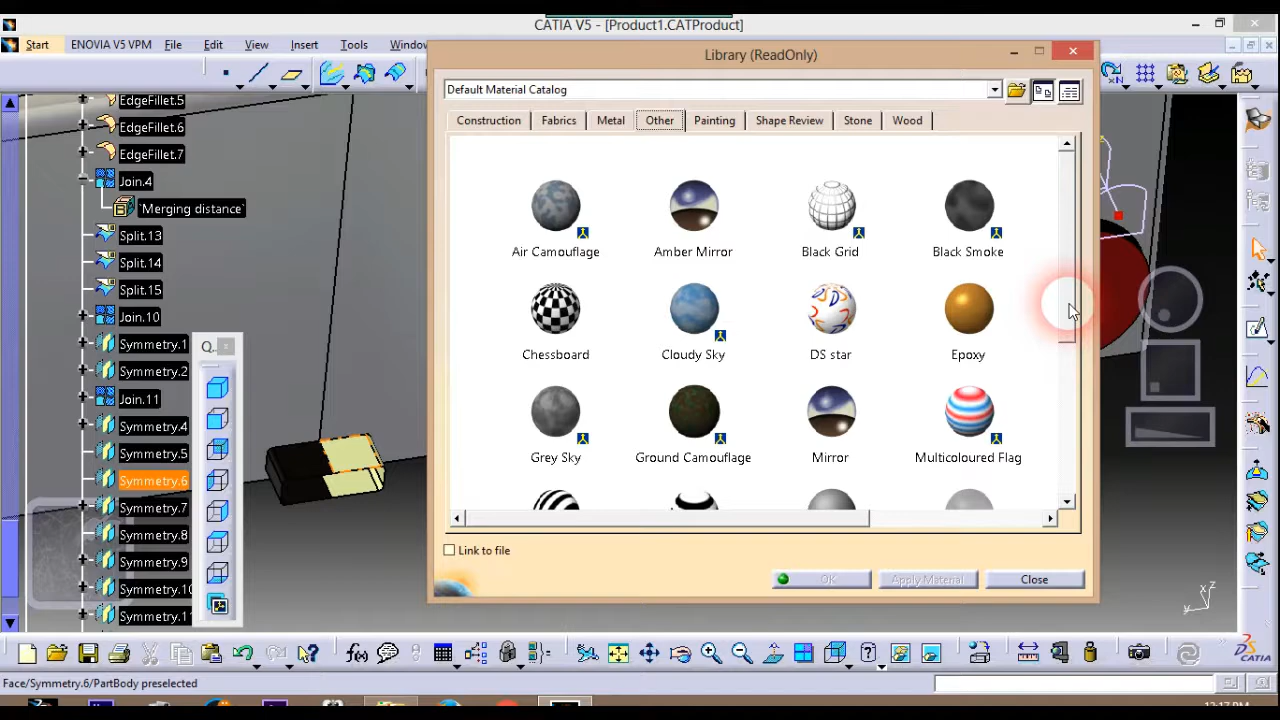 CATIA V5 - [Product1.CATProduct]
Start ENOVIA V5 VPM File Edit View Insert Tools Window
Library (ReadOnly)
Default Material Catalog
Construction Fabrics Metal Other Painting Shape Review Stone Wood
EdgeFillet.5
EdgeFillet.6
EdgeFillet.7
Join.4
`Merging distance`
Split.13
Split.14
Split.15
Join.10
Symmetry.1
Symmetry.2
Join.11
Symmetry.4
Symmetry.5
Symmetry.6
Symmetry.7
Symmetry.8
Symmetry.9
Symmetry.10
Symmetry.11
Q...
Air Camouflage Amber Mirror Black Grid Black Smoke
Chessboard Cloudy Sky DS star Epoxy
Grey Sky Ground Camouflage Mirror Multicoloured Flag
Link to file
OK Apply Material Close
x z
y
f(x)
CATIA
Face/Symmetry.6/PartBody preselected
12:17 PM